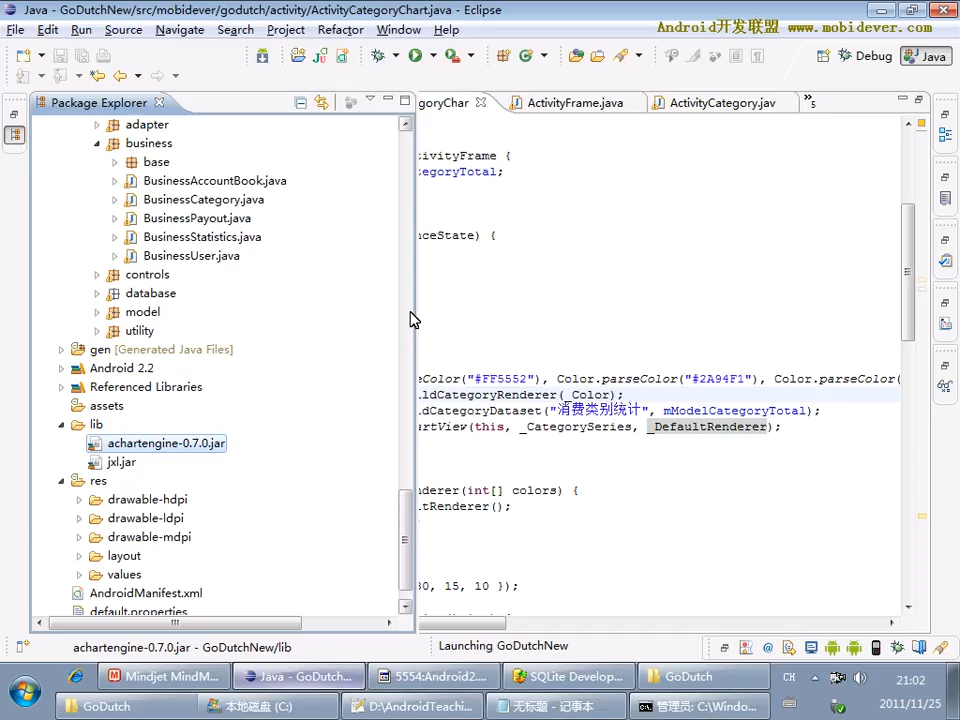 Java - GoDutchNew/src/mobidever/godutch/activity/ActivityCategoryChart.java - Eclipse
File Edit Run Source Navigate Search Project Refactor Window Help
Android开发联盟 www.mobidever.com
Debug Java
Package Explorer
goryChar ActivityFrame.java ActivityCategory.jav »5
adapter
business
base
BusinessAccountBook.java
BusinessCategory.java
BusinessPayout.java
BusinessStatistics.java
BusinessUser.java
controls
database
model
utility
gen [Generated Java Files]
Android 2.2
Referenced Libraries
assets
lib
achartengine-0.7.0.jar
jxl.jar
res
drawable-hdpi
drawable-ldpi
drawable-mdpi
layout
values
AndroidManifest.xml
default.properties
tivityFrame {
tegoryTotal;
nceState) {
eColor("#FF5552"), Color.parseColor("#2A94F1"), Color.parseColor(
ldCategoryRenderer(_Color);
dCategoryDataset("消费类别统计", mModelCategoryTotal);
rtView(this, _CategorySeries, _DefaultRenderer);
nderer(int[] colors) {
tRenderer();
30, 15, 10 });
achartengine-0.7.0.jar - GoDutchNew/lib
Launching GoDutchNew
Mindjet MindM...
Java - GoDutch...
5554:Android2....
SQLite Develop...
GoDutch
CH
21:02
GoDutch
本地磁盘 (C:)
D:\AndroidTeachi...
无标题 - 记事本
管理员: C:\Windo...
2011/11/25